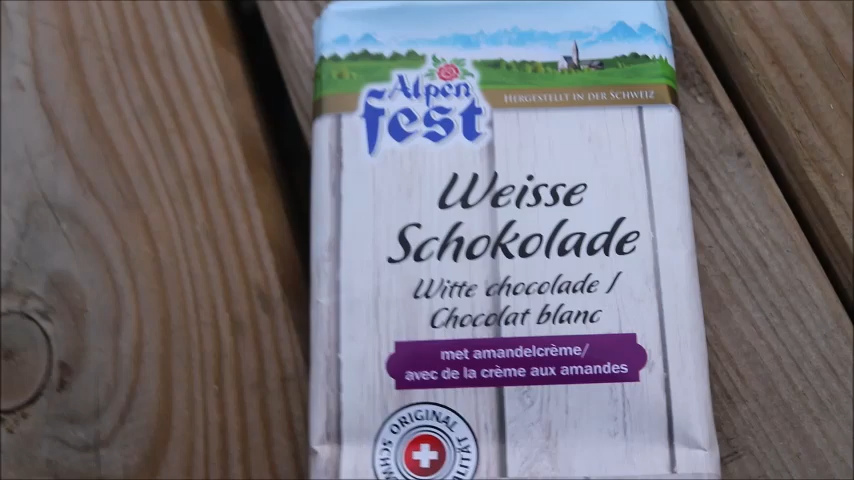 Alpen
fest
HERGESTELLT IN DER SCHWEIZ
Weisse
Schokolade
Witte chocolade /
Chocolat blanc
met amandelcrème/
avec de la crème aux amandes
ORIGINAL